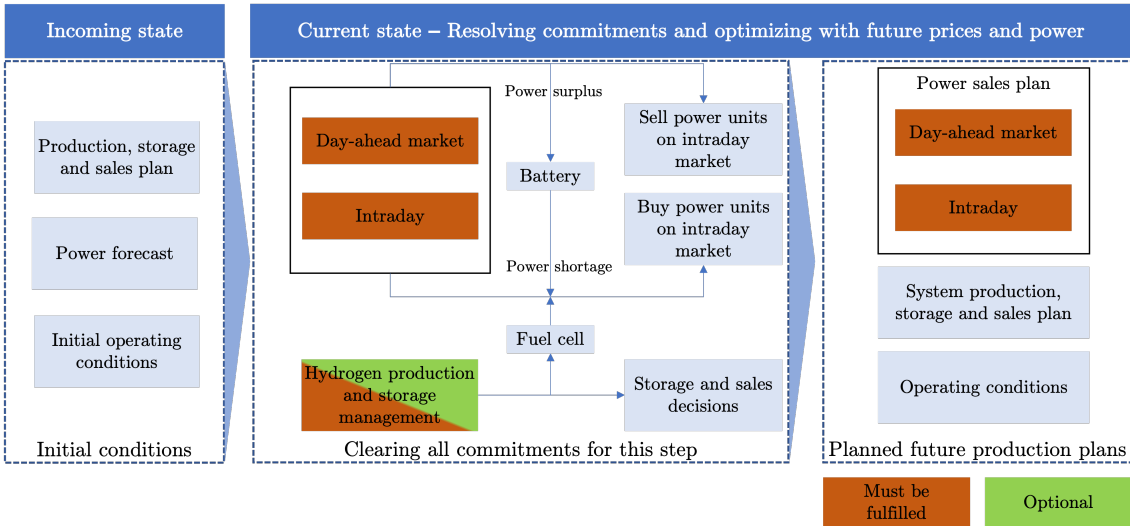 Incoming state
Current state – Resolving commitments and optimizing with future prices and power
Production, storage
and sales plan
Power forecast
Initial operating
conditions
Initial conditions
Day-ahead market
Intraday
Power surplus
Battery
Power shortage
Fuel cell
Sell power units
on intraday
market
Buy power units
on intraday
market
Hydrogen production
and storage
management
Storage and sales
decisions
Clearing all commitments for this step
Power sales plan
Day-ahead market
Intraday
System production,
storage and sales plan
Operating conditions
Planned future production plans
Must be
fulfilled
Optional